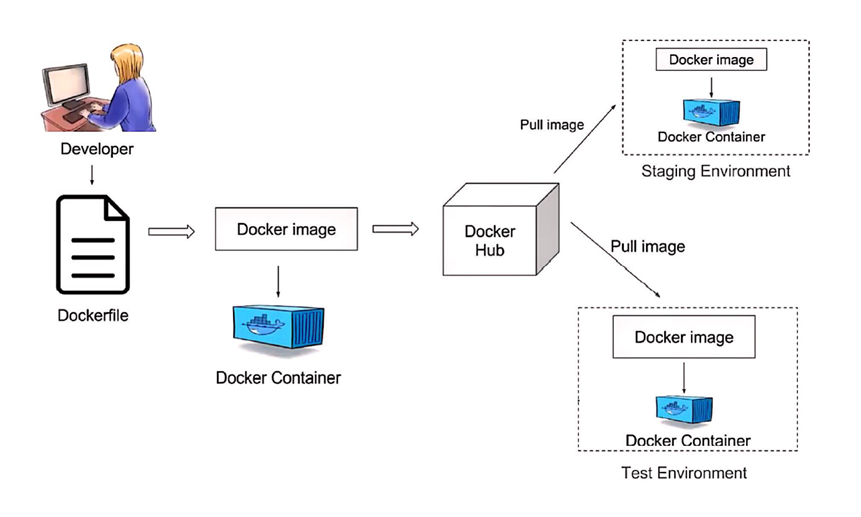 Developer
Dockerfile
Docker image
Docker Container
Docker
Hub
Pull image
Docker image
Docker Container
Staging Environment
Pull image
Docker image
Docker Container
Test Environment